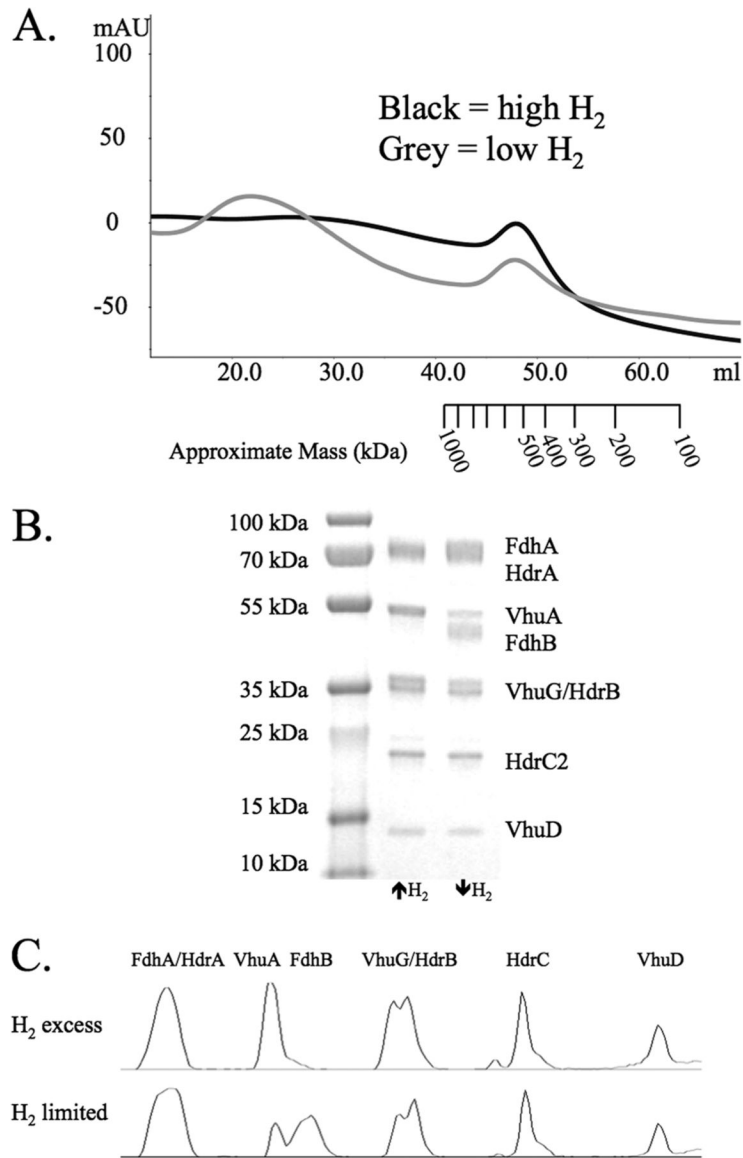 A.
mAU
100
50
0
-50
Black = high H₂
Grey = low H₂
20.0 30.0 40.0 50.0 60.0 ml
Approximate Mass (kDa) 1000 500 400 300 200 100
B.
100 kDa
70 kDa
55 kDa
35 kDa
25 kDa
15 kDa
10 kDa
FdhA
HdrA
VhuA
FdhB
VhuG/HdrB
HdrC2
VhuD
🡅H₂ 🡇H₂
C.
FdhA/HdrA VhuA FdhB VhuG/HdrB HdrC VhuD
H₂ excess
H₂ limited